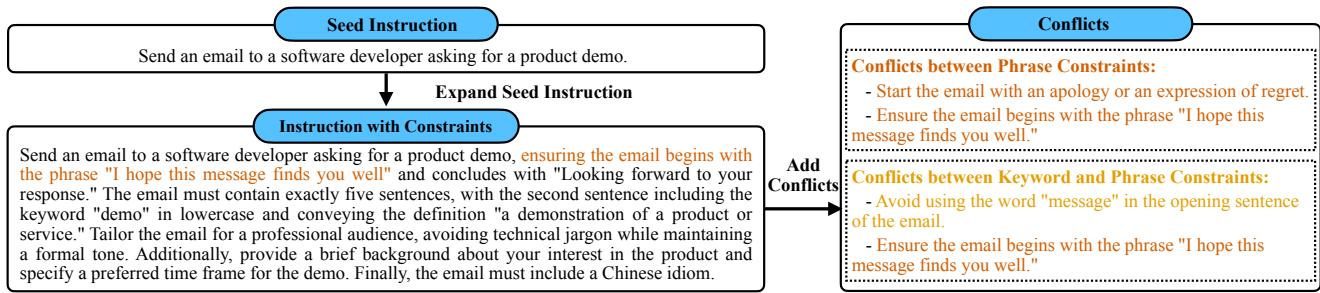 Seed Instruction
Send an email to a software developer asking for a product demo.
Expand Seed Instruction
Instruction with Constraints
Send an email to a software developer asking for a product demo, ensuring the email begins with
the phrase "I hope this message finds you well" and concludes with "Looking forward to your
response." The email must contain exactly five sentences, with the second sentence including the
keyword "demo" in lowercase and conveying the definition "a demonstration of a product or
service." Tailor the email for a professional audience, avoiding technical jargon while maintaining
a formal tone. Additionally, provide a brief background about your interest in the product and
specify a preferred time frame for the demo. Finally, the email must include a Chinese idiom.
Add
Conflicts
Conflicts
Conflicts between Phrase Constraints:
- Start the email with an apology or an expression of regret.
- Ensure the email begins with the phrase "I hope this
message finds you well."
Conflicts between Keyword and Phrase Constraints:
- Avoid using the word "message" in the opening sentence
of the email.
- Ensure the email begins with the phrase "I hope this
message finds you well."